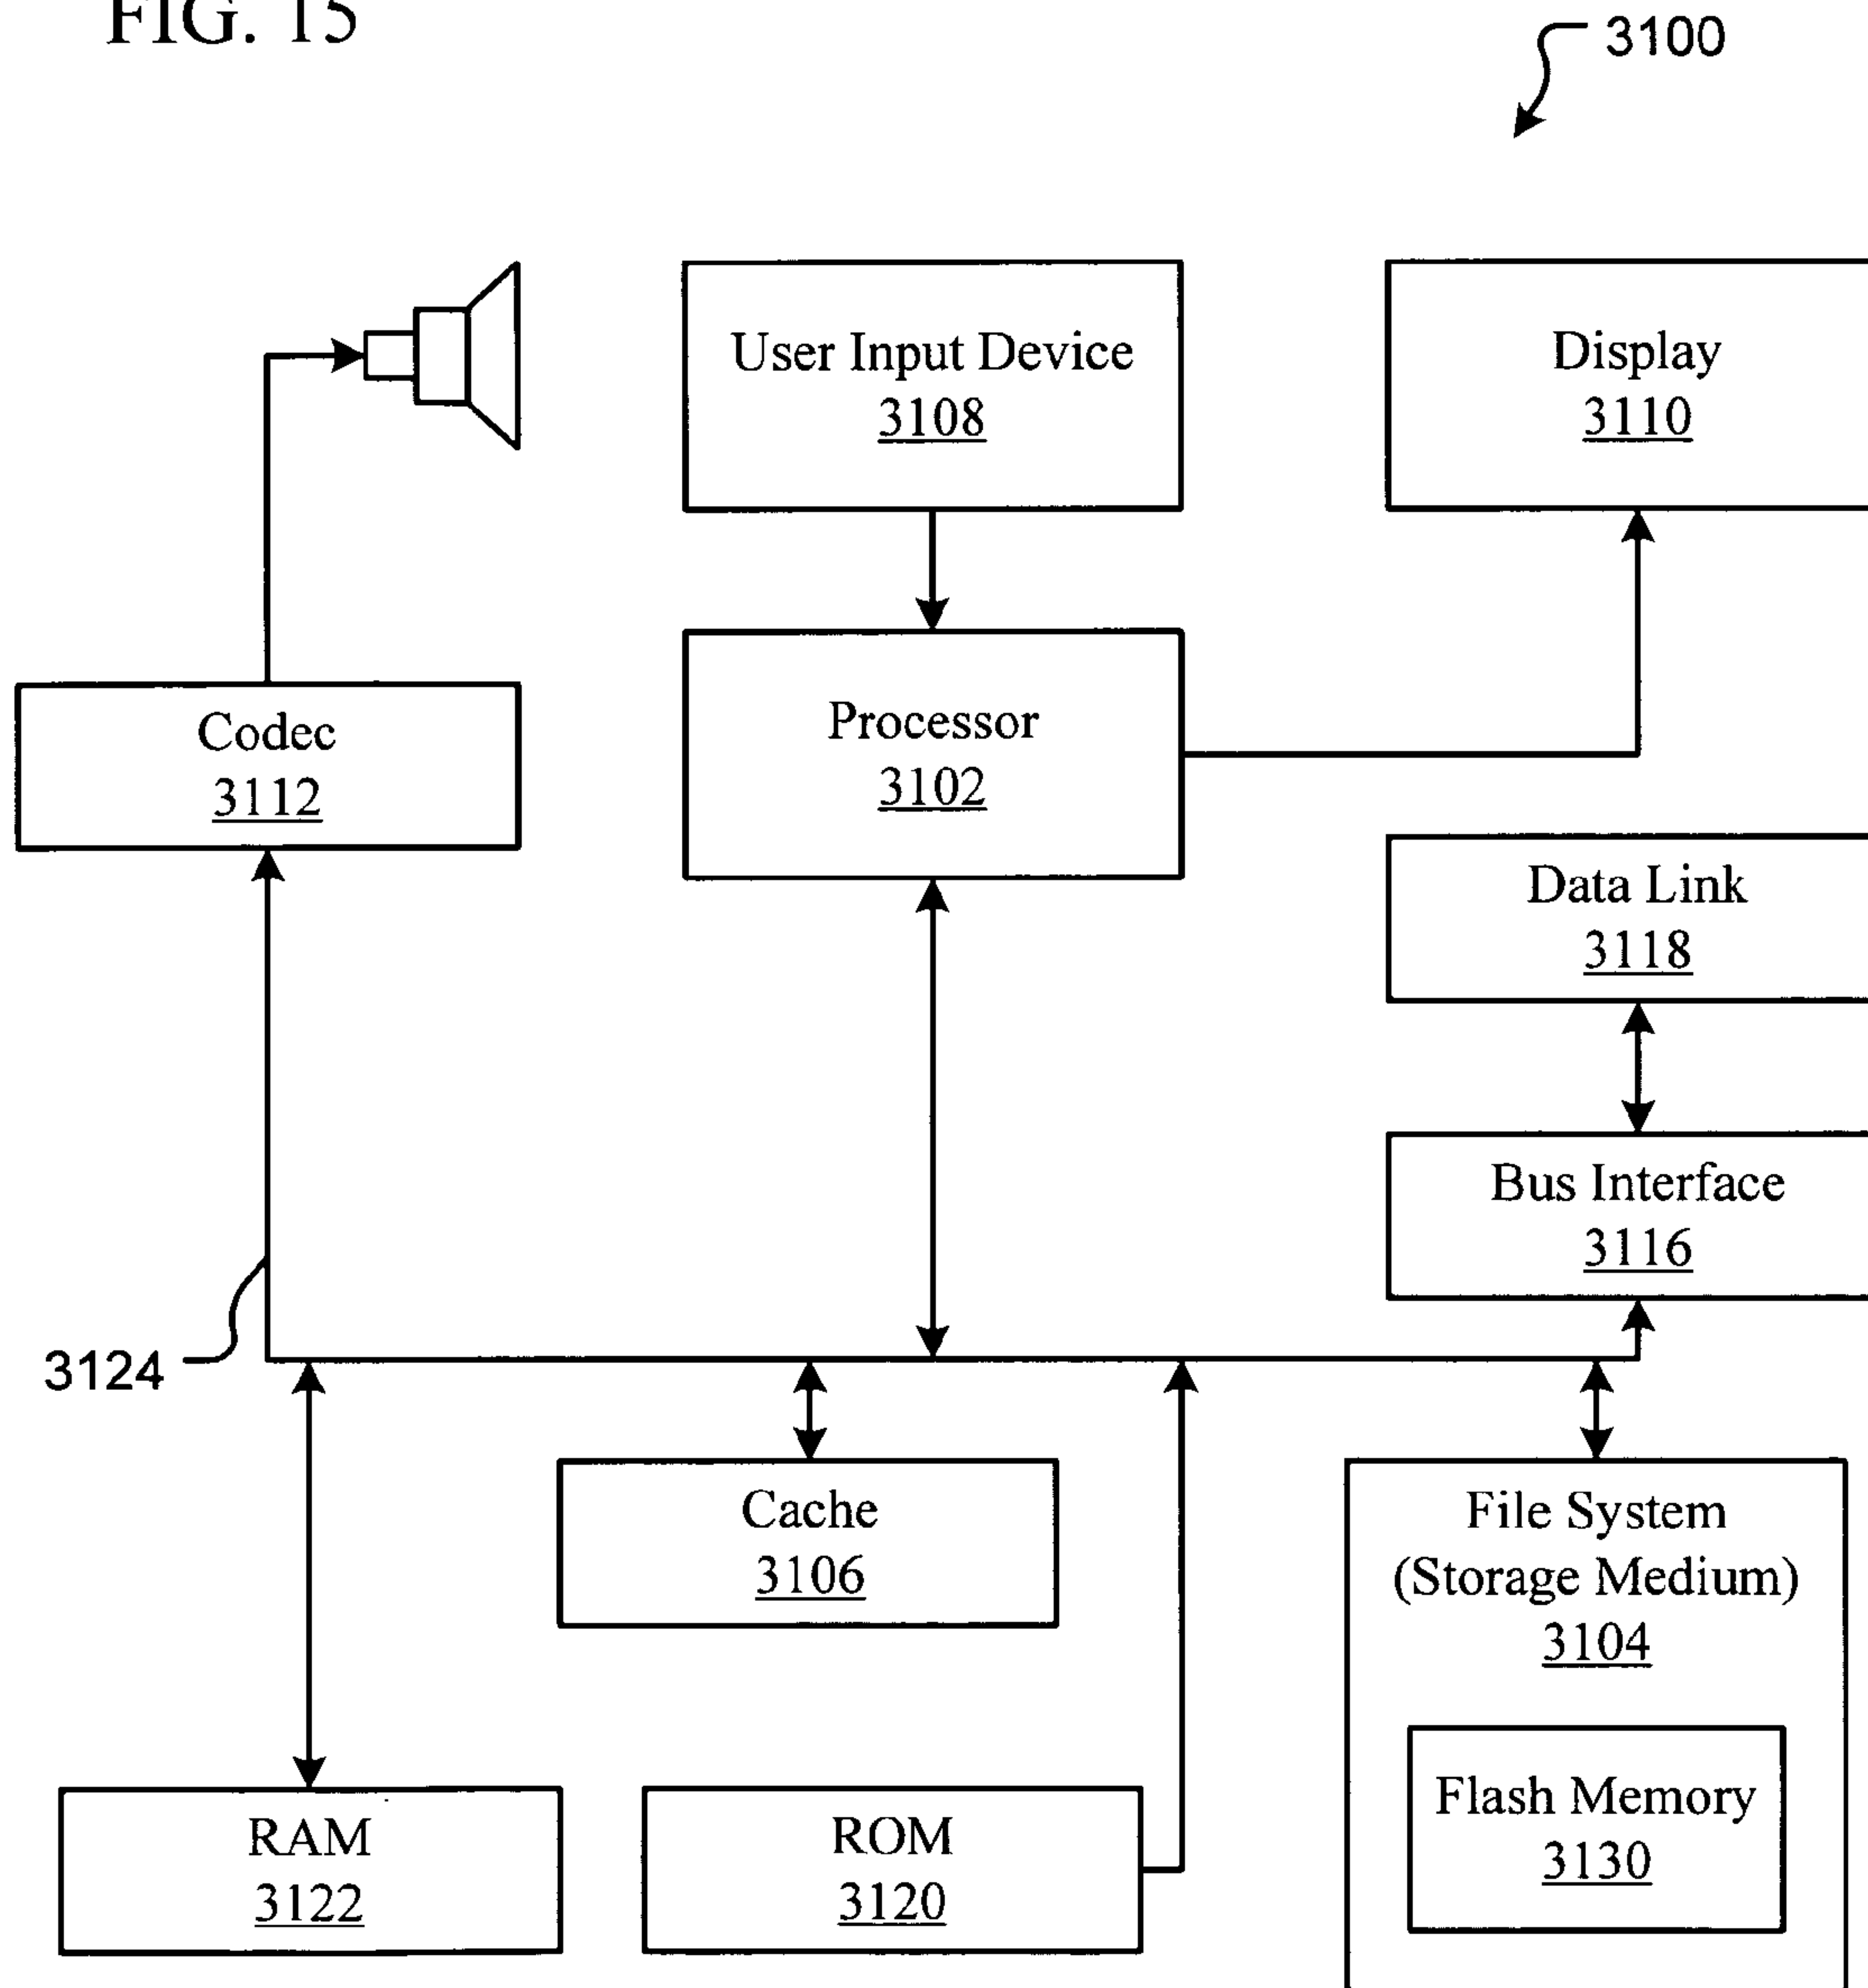 FIG. 15
3100
User Input Device
3108
Display
3110
Codec
3112
Processor
3102
Data Link
3118
Bus Interface
3116
3124
Cache
3106
File System
(Storage Medium)
3104
Flash Memory
3130
RAM
3122
ROM
3120